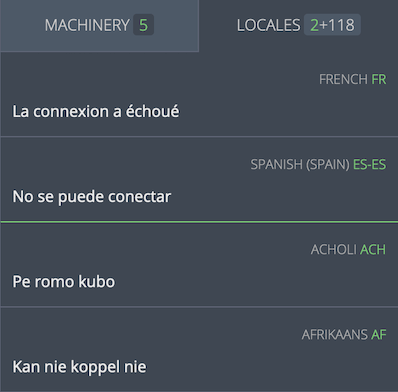 MACHINERY 5 LOCALES 2+118
FRENCH FR
La connexion a échoué
SPANISH (SPAIN) ES-ES
No se puede conectar
ACHOLI ACH
Pe romo kubo
AFRIKAANS AF
Kan nie koppel nie